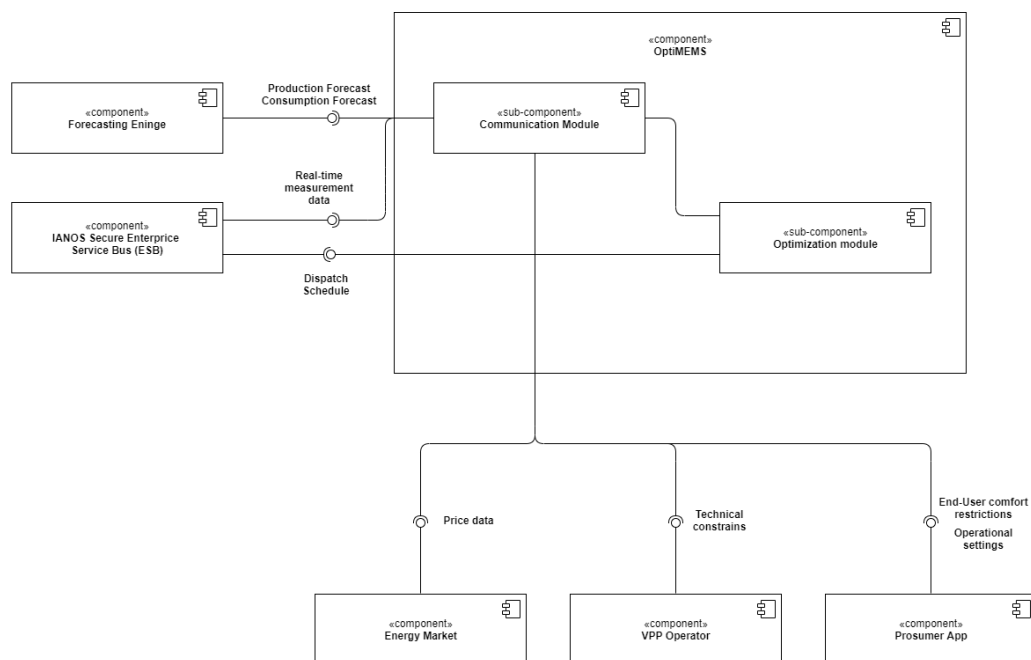 «component»
OptiMEMS
Production Forecast
Consumption Forecast
«component»
Forecasting Eninge
«sub-component»
Communication Module
Real-time
measurement
data
«component»
IANOS Secure Enterprice
Service Bus (ESB)
«sub-component»
Optimization module
Dispatch
Schedule
Price data
Technical
constrains
End-User comfort
restrictions
Operational
settings
«component»
Energy Market
«component»
VPP Operator
«component»
Prosumer App